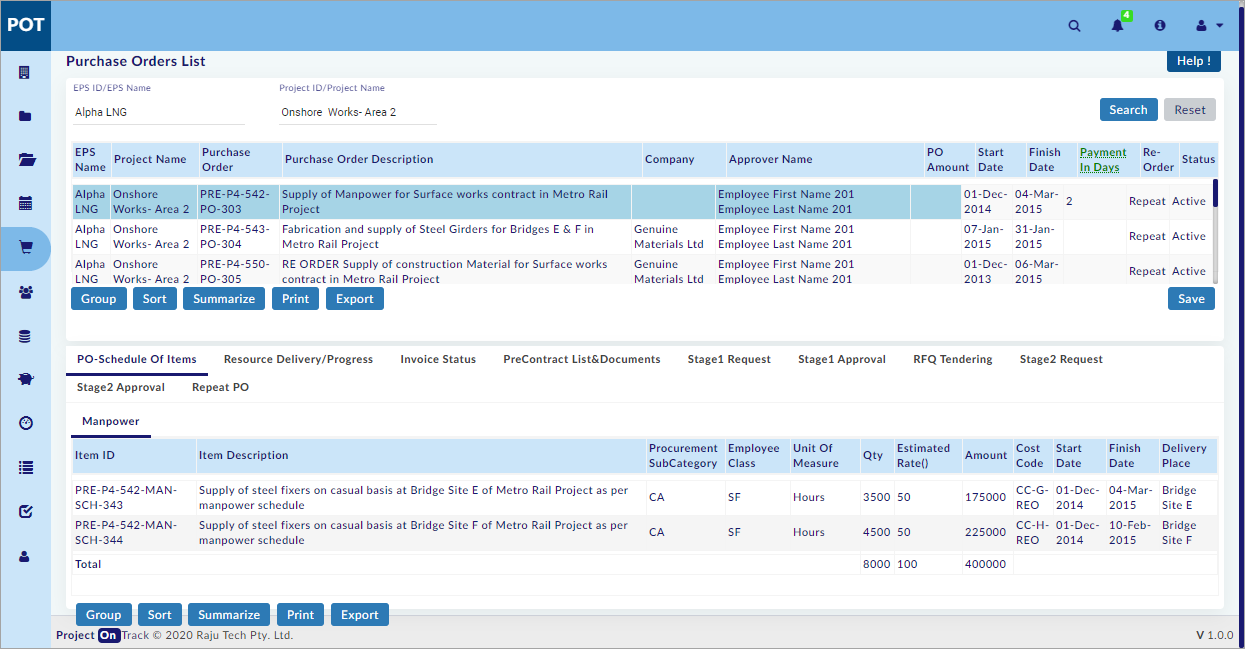 POT
4
Purchase Orders List
Help !
EPS ID/EPS Name Project ID/Project Name
Alpha LNG Onshore Works- Area 2
Search Reset
EPS Name Project Name Purchase Order Purchase Order Description Company Approver Name PO Amount Start Date Finish Date Payment In Days Re-Order Status
Alpha Onshore PRE-P4-542- Supply of Manpower for Surface works contract in Metro Rail Employee First Name 201 01-Dec- 04-Mar- 2 Repeat Active
LNG Works- Area 2 PO-303 Project Employee Last Name 201 2014 2015
Alpha Onshore PRE-P4-543- Fabrication and supply of Steel Girders for Bridges E & F in Genuine Employee First Name 201 07-Jan- 31-Jan- Repeat Active
LNG Works- Area 2 PO-304 Metro Rail Project Materials Ltd Employee Last Name 201 2015 2015
Alpha Onshore PRE-P4-550- RE ORDER Supply of construction Material for Surface works Genuine Employee First Name 201 01-Dec- 06-Mar- Repeat Active
LNG Works- Area 2 PO-305 contract in Metro Rail Project Materials Ltd Employee Last Name 201 2013 2015
Group Sort Summarize Print Export Save
PO-Schedule Of Items Resource Delivery/Progress Invoice Status PreContract List&Documents Stage1 Request Stage1 Approval RFQ Tendering Stage2 Request
Stage2 Approval Repeat PO
Manpower
Item ID Item Description Procurement SubCategory Employee Class Unit Of Measure Qty Estimated Rate() Amount Cost Code Start Date Finish Date Delivery Place
PRE-P4-542-MAN- Supply of steel fixers on casual basis at Bridge Site E of Metro Rail Project as per CA SF Hours 3500 50 175000 CC-G- 01-Dec- 04-Mar- Bridge
SCH-343 manpower schedule REO 2014 2015 Site E
PRE-P4-542-MAN- Supply of steel fixers on casual basis at Bridge Site F of Metro Rail Project as per CA SF Hours 4500 50 225000 CC-H- 01-Dec- 10-Feb- Bridge
SCH-344 manpower schedule REO 2014 2015 Site F
Total 8000 100 400000
Group Sort Summarize Print Export
Project On Track © 2020 Raju Tech Pty. Ltd. V 1.0.0